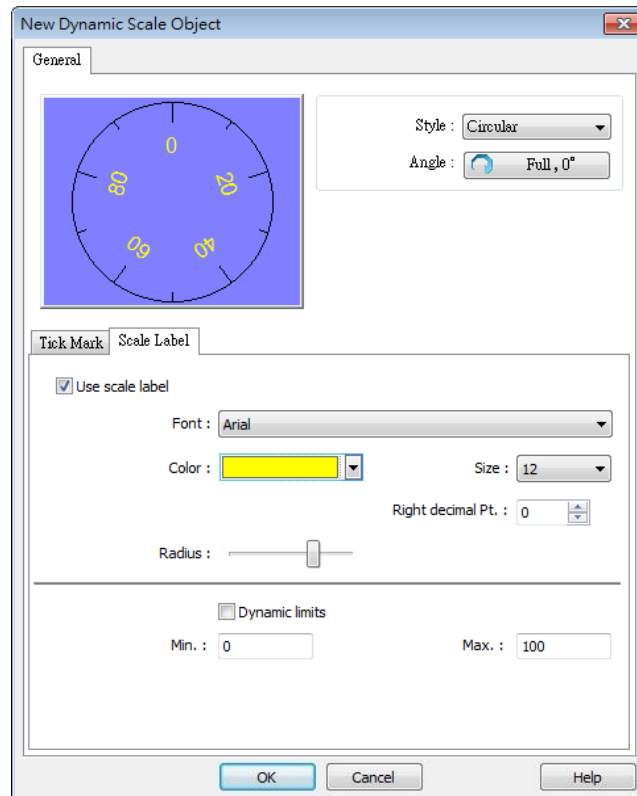 New Dynamic Scale Object
General
0
20
40
60
80
Style : Circular
Angle : Full , 0°
Tick Mark Scale Label
Use scale label
Font : Arial
Color : Size : 12
Right decimal Pt. : 0
Radius :
Dynamic limits
Min. : 0 Max. : 100
OK Cancel Help